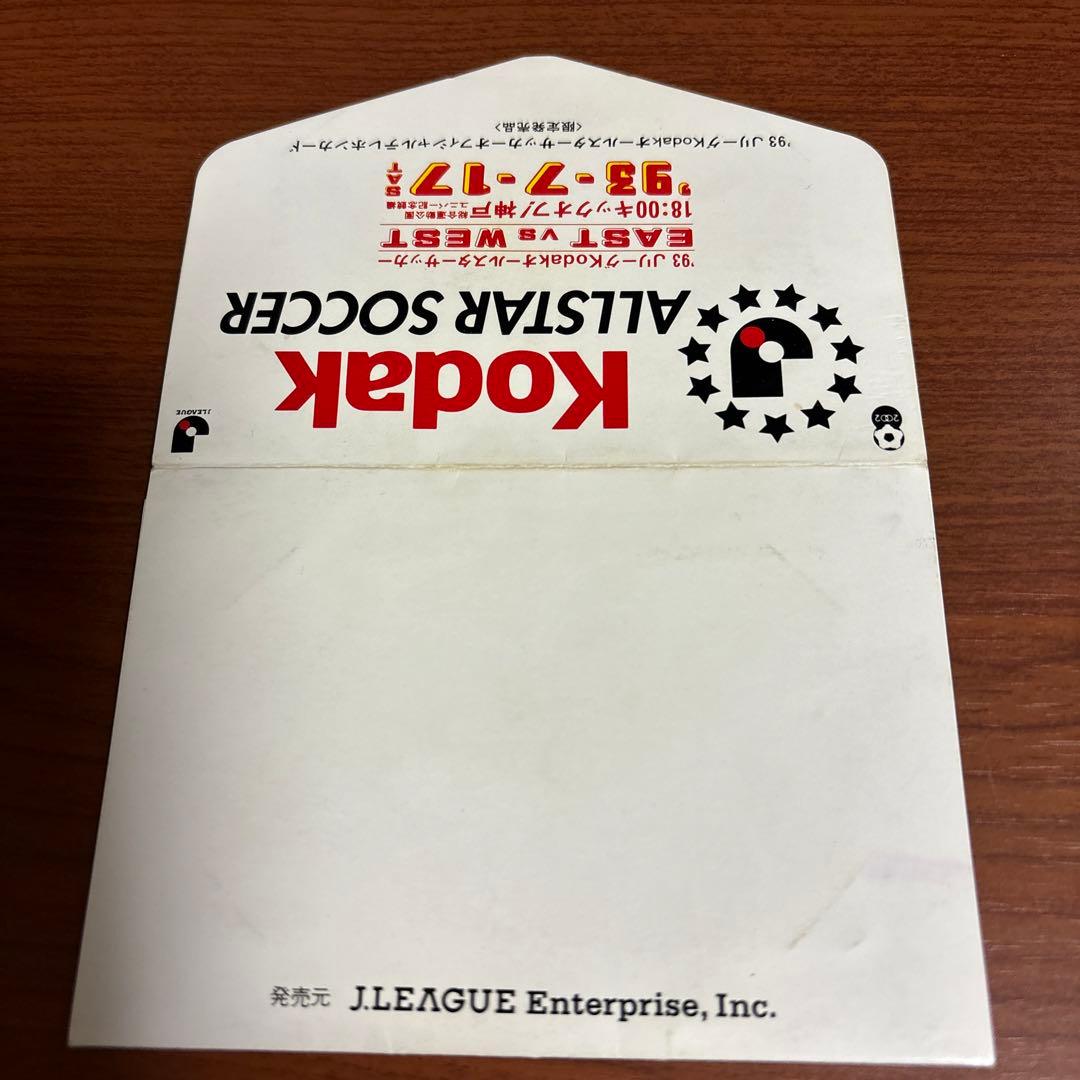 Kodak
ALLSTAR SOCCER
'93 JリーグKodakオールスターサッカー
EAST vs WEST
18:00キックオフ!神戸 総合運動公園
ユニバー記念競技場
'93-7-17 SAT
'93 JリーグKodakオールスターサッカーオフィシャルテレホンカード
<限定発売品>
2002
J.LEAGUE
発売元 J.LEAGUE Enterprise, Inc.